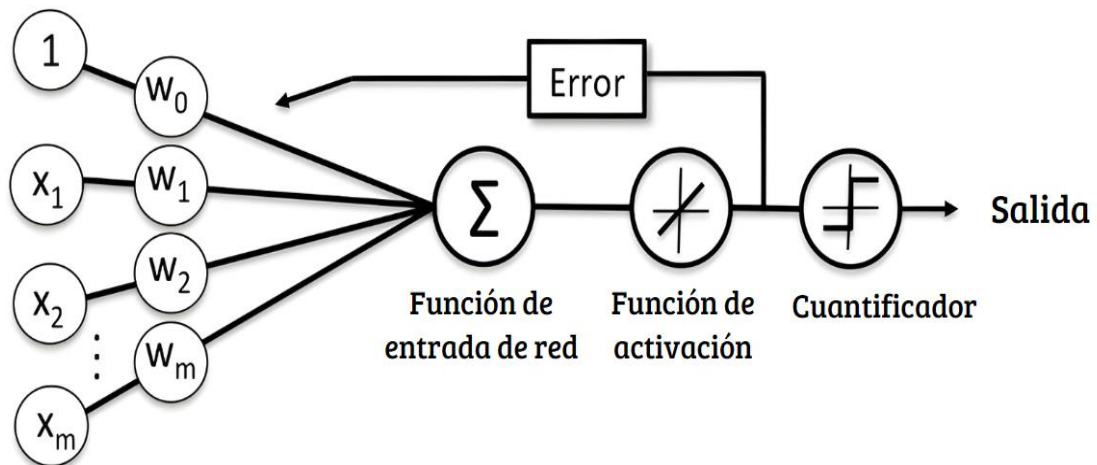 1
w0
Error
x1
w1
Σ
Salida
x2
w2
Función de
entrada de red
Función de
activación
Cuantificador
wm
xm